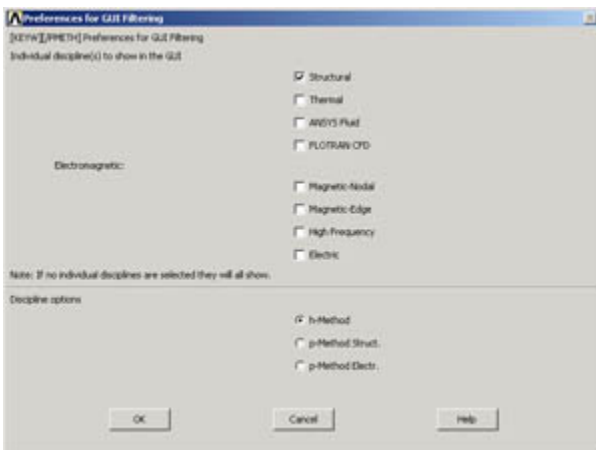 Preferences for GUI Filtering
[KEYW][/PMETH] Preferences for GUI Filtering
Individual discipline(s) to show in the GUI
Structural
Thermal
ANSYS Fluid
FLOTRAN CFD
Electromagnetic:
Magnetic-Nodal
Magnetic-Edge
High Frequency
Electric
Note: If no individual disciplines are selected they will all show.
Discipline options
h-Method
p-Method Struct.
p-Method Electr.
OK Cancel Help